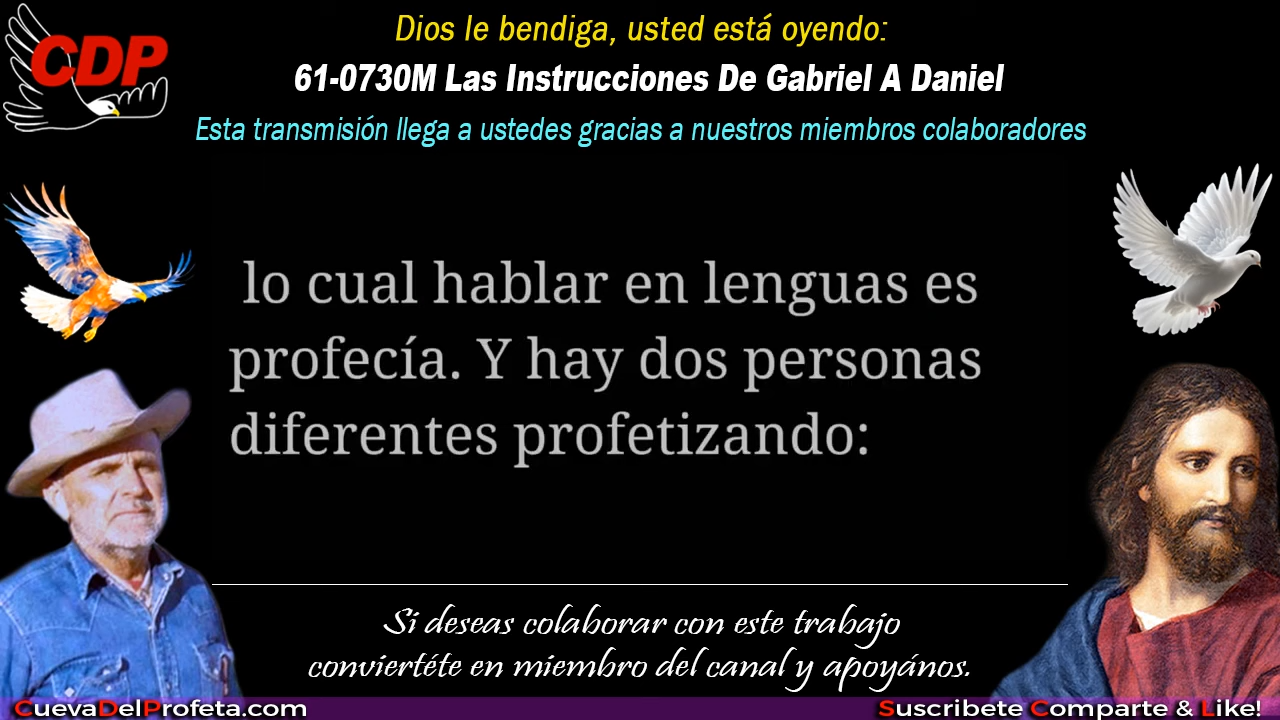 CDP
Dios le bendiga, usted está oyendo:
61-0730M Las Instrucciones De Gabriel A Daniel
Esta transmisión llega a ustedes gracias a nuestros miembros colaboradores
lo cual hablar en lenguas es
profecía. Y hay dos personas
diferentes profetizando:
Si deseas colaborar con este trabajo
conviertéte en miembro del canal y apoyános.
CuevaDelProfeta.com
Suscribete Comparte & Like!